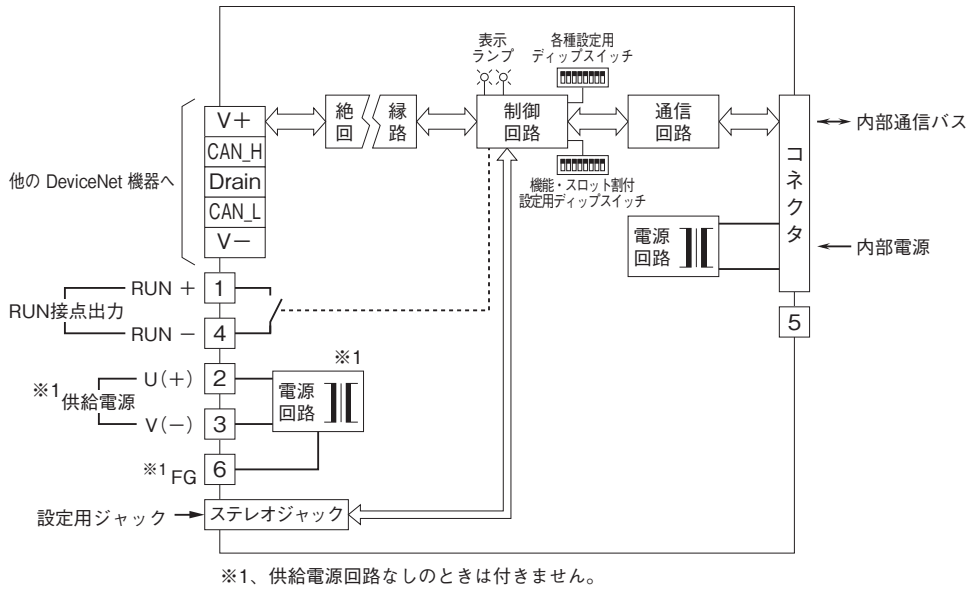 表示
ランプ
各種設定用
ディップスイッチ
絶縁
回路
制御
回路
通信
回路
V+
CAN_H
Drain
CAN_L
V−
他の DeviceNet 機器へ
コネクタ
内部通信バス
機能・スロット割付
設定用ディップスイッチ
電源
回路
内部電源
RUN + 1
RUN接点出力
RUN − 4
5
※1
※1 供給電源
U(+) 2
V(−) 3
電源
回路
※1 FG 6
設定用ジャック
ステレオジャック
※1、供給電源回路なしのときは付きません。